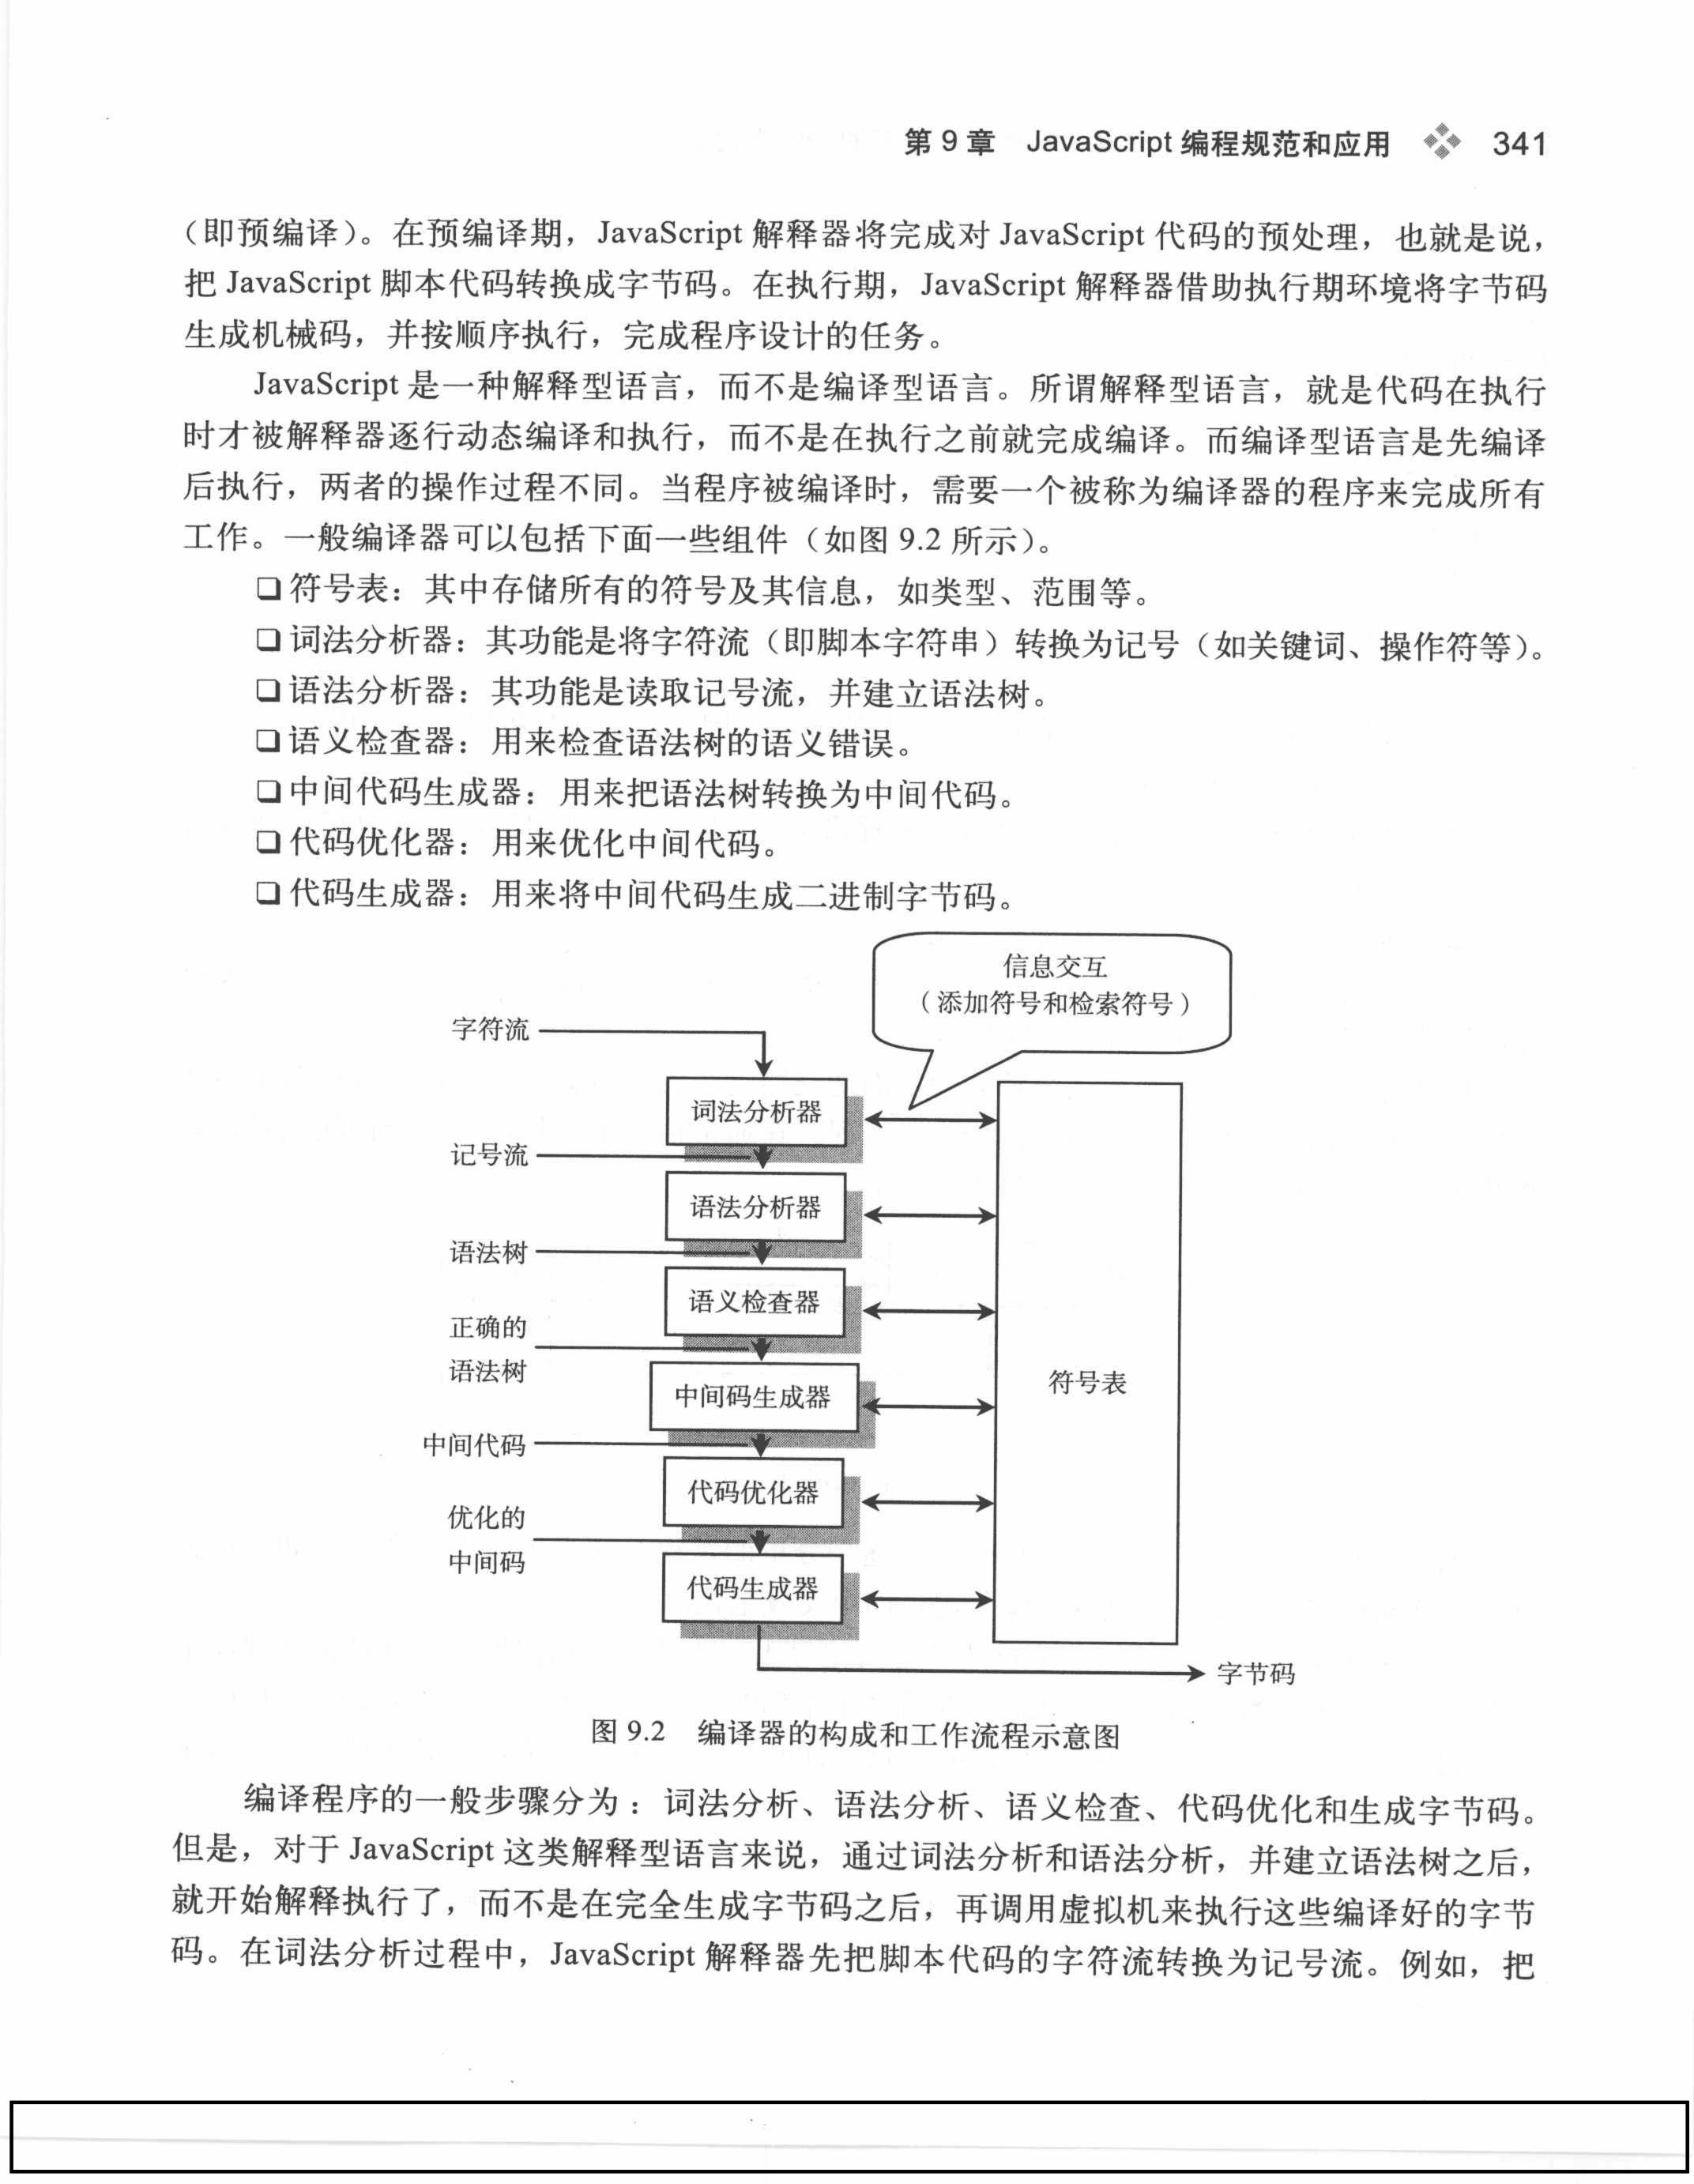 第 9 章 JavaScript 编程规范和应用 341
（即预编译）。在预编译期，JavaScript 解释器将完成对 JavaScript 代码的预处理，也就是说，
把 JavaScript 脚本代码转换成字节码。在执行期，JavaScript 解释器借助执行期环境将字节码
生成机械码，并按顺序执行，完成程序设计的任务。
JavaScript 是一种解释型语言，而不是编译型语言。所谓解释型语言，就是代码在执行
时才被解释器逐行动态编译和执行，而不是在执行之前就完成编译。而编译型语言是先编译
后执行，两者的操作过程不同。当程序被编译时，需要一个被称为编译器的程序来完成所有
工作。一般编译器可以包括下面一些组件（如图 9.2 所示）。
❑ 符号表：其中存储所有的符号及其信息，如类型、范围等。
❑ 词法分析器：其功能是将字符流（即脚本字符串）转换为记号（如关键词、操作符等）。
❑ 语法分析器：其功能是读取记号流，并建立语法树。
❑ 语义检查器：用来检查语法树的语义错误。
❑ 中间代码生成器：用来把语法树转换为中间代码。
❑ 代码优化器：用来优化中间代码。
❑ 代码生成器：用来将中间代码生成二进制字节码。
信息交互
（添加符号和检索符号）
字符流
词法分析器
记号流
语法分析器
语法树
语义检查器
正确的
语法树
中间码生成器
符号表
中间代码
代码优化器
优化的
中间码
代码生成器
字节码
图 9.2 编译器的构成和工作流程示意图
编译程序的一般步骤分为：词法分析、语法分析、语义检查、代码优化和生成字节码。
但是，对于 JavaScript 这类解释型语言来说，通过词法分析和语法分析，并建立语法树之后，
就开始解释执行了，而不是在完全生成字节码之后，再调用虚拟机来执行这些编译好的字节
码。在词法分析过程中，JavaScript 解释器先把脚本代码的字符流转换为记号流。例如，把